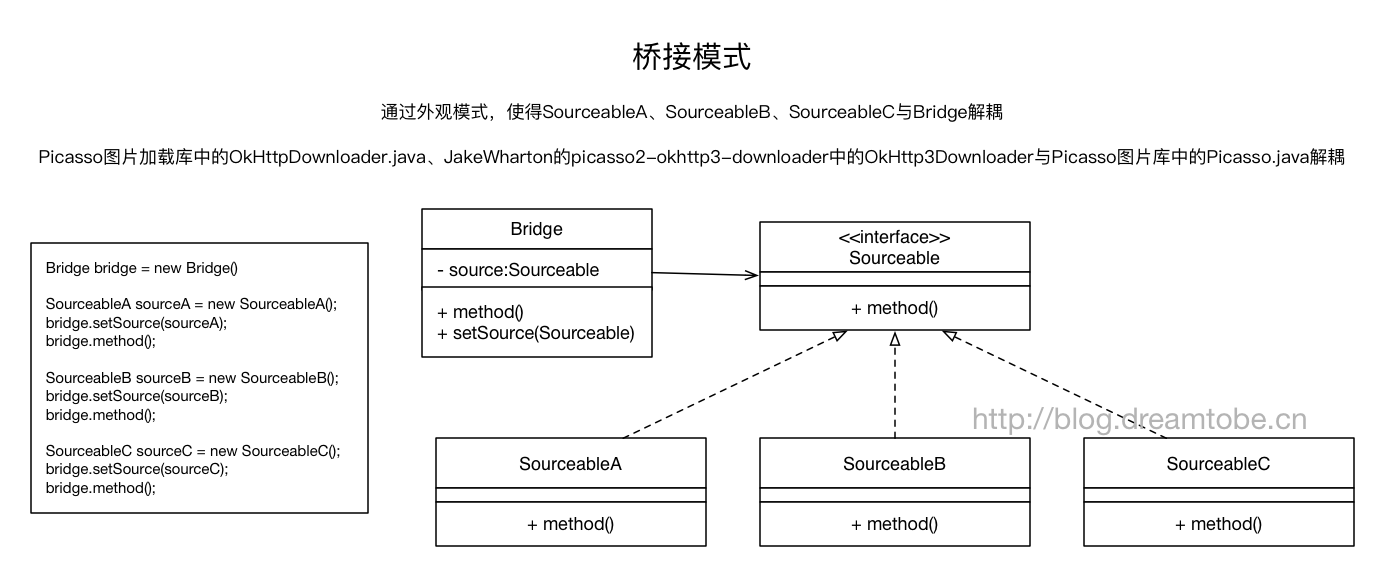 桥接模式
通过外观模式，使得SourceableA、SourceableB、SourceableC与Bridge解耦
Picasso图片加载库中的OkHttpDownloader.java、JakeWharton的picasso2-okhttp3-downloader中的OkHttp3Downloader与Picasso图片库中的Picasso.java解耦
Bridge bridge = new Bridge()
SourceableA sourceA = new SourceableA();
bridge.setSource(sourceA);
bridge.method();
SourceableB sourceB = new SourceableB();
bridge.setSource(sourceB);
bridge.method();
SourceableC sourceC = new SourceableC();
bridge.setSource(sourceC);
bridge.method();
Bridge
- source:Sourceable
+ method()
+ setSource(Sourceable)
<<interface>>
Sourceable
+ method()
http://blog.dreamtobe.cn
SourceableA
+ method()
SourceableB
+ method()
SourceableC
+ method()